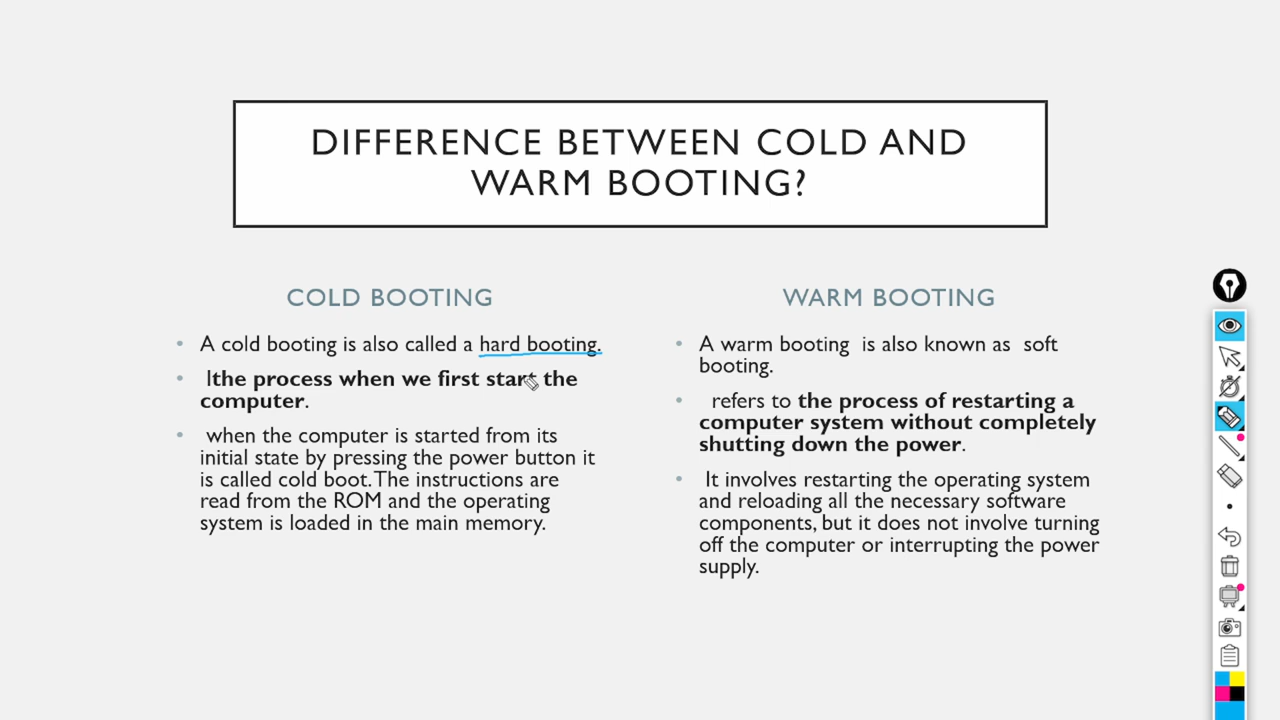 DIFFERENCE BETWEEN COLD AND
WARM BOOTING?
COLD BOOTING
• A cold booting is also called a hard booting.
• Ithe process when we first start the
computer.
• when the computer is started from its
initial state by pressing the power button it
is called cold boot.The instructions are
read from the ROM and the operating
system is loaded in the main memory.
WARM BOOTING
• A warm booting is also known as soft
booting.
• refers to the process of restarting a
computer system without completely
shutting down the power.
• It involves restarting the operating system
and reloading all the necessary software
components, but it does not involve turning
off the computer or interrupting the power
supply.